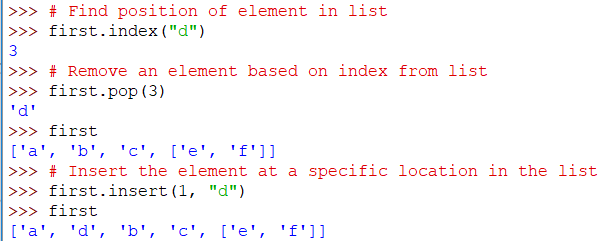 >>> # Find position of element in list
>>> first.index("d")
3
>>> # Remove an element based on index from list
>>> first.pop(3)
'd'
>>> first
['a', 'b', 'c', ['e', 'f']]
>>> # Insert the element at a specific location in the list
>>> first.insert(1, "d")
>>> first
['a', 'd', 'b', 'c', ['e', 'f']]